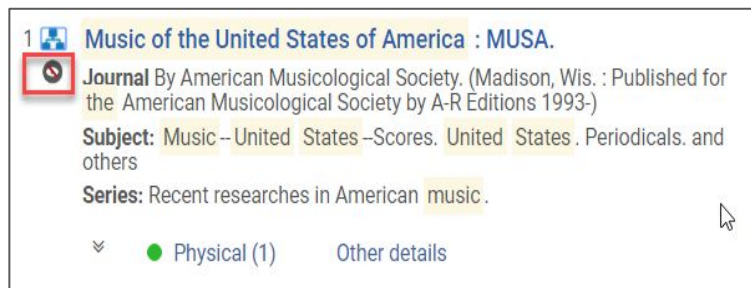 1 Music of the United States of America : MUSA.
Journal By American Musicological Society. (Madison, Wis. : Published for
the American Musicological Society by A-R Editions 1993-)
Subject: Music--United States--Scores. United States. Periodicals. and
others
Series: Recent researches in American music.
Physical (1) Other details